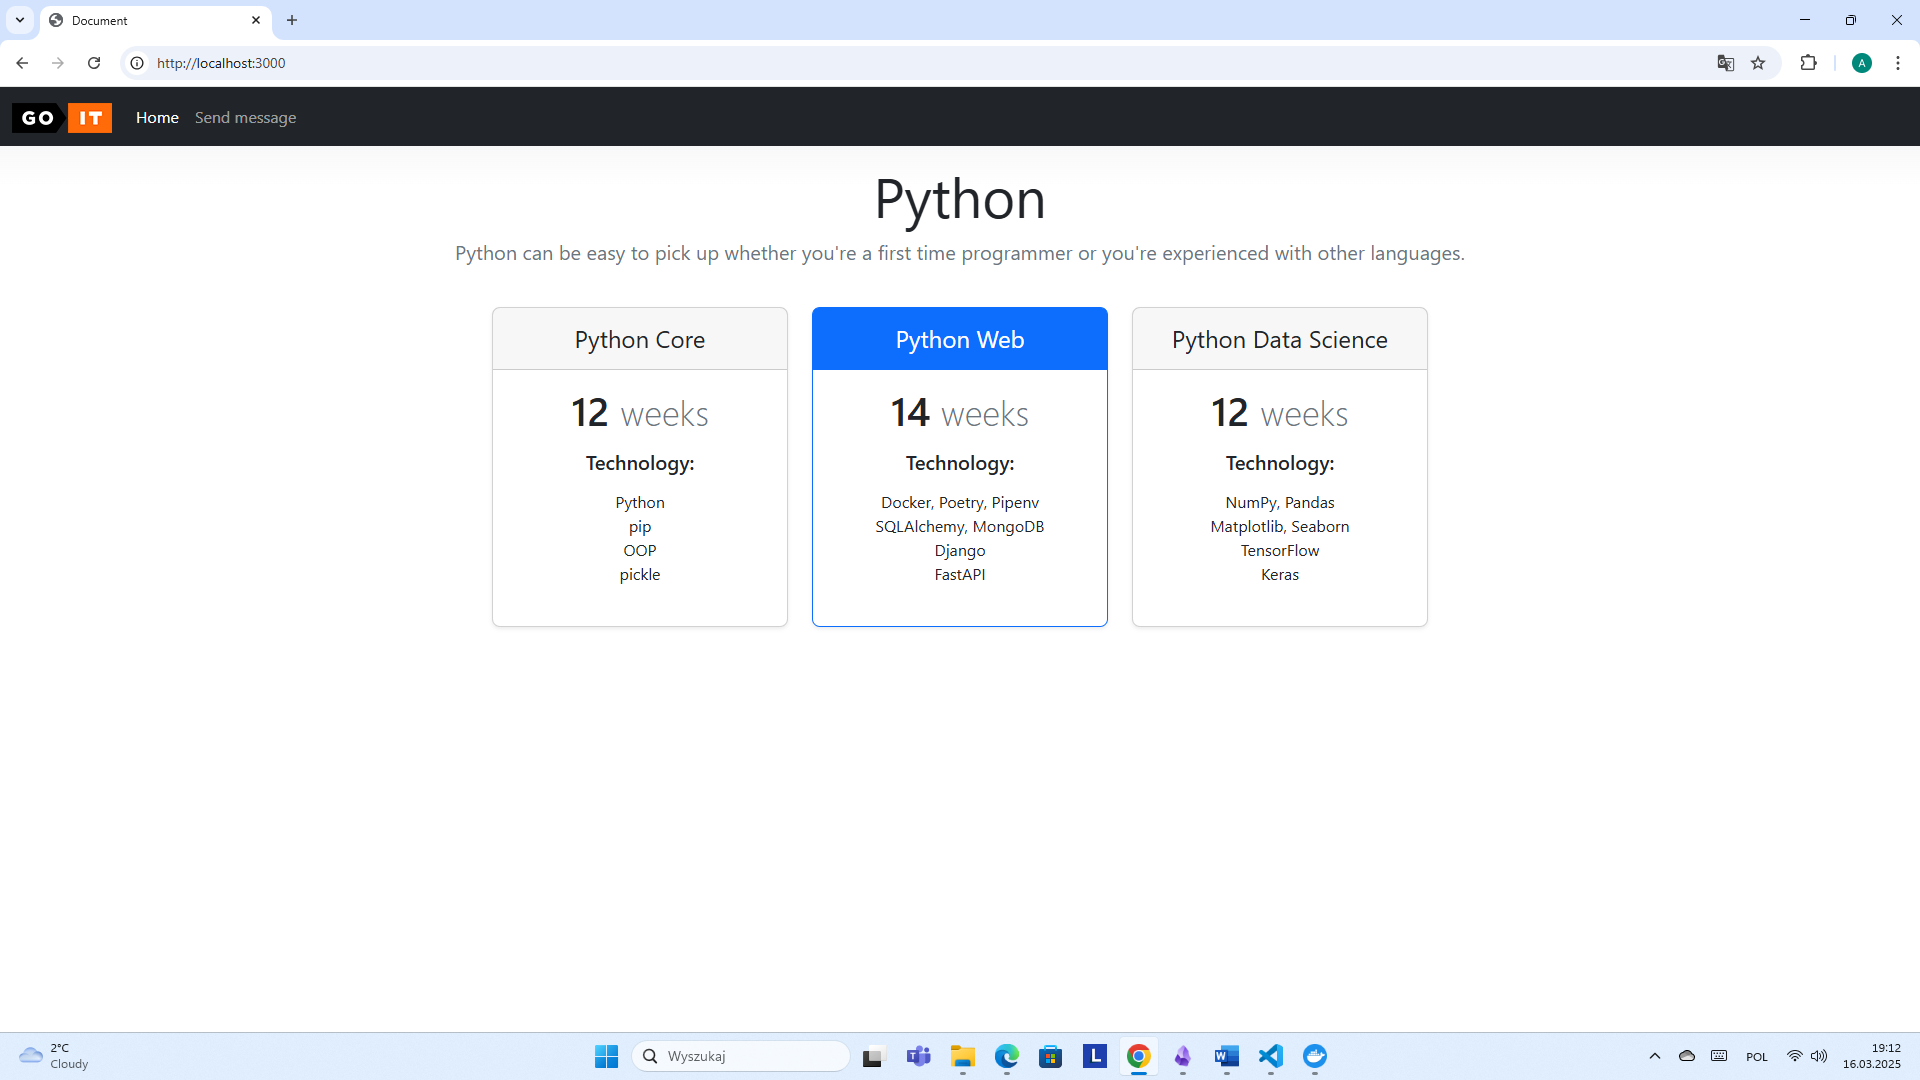 Document
http://localhost:3000
A
GO IT
Home
Send message
Python
Python can be easy to pick up whether you're a first time programmer or you're experienced with other languages.
Python Core
12 weeks
Technology:
Python
pip
OOP
pickle
Python Web
14 weeks
Technology:
Docker, Poetry, Pipenv
SQLAlchemy, MongoDB
Django
FastAPI
Python Data Science
12 weeks
Technology:
NumPy, Pandas
Matplotlib, Seaborn
TensorFlow
Keras
2°C
Cloudy
Wyszukaj
L
W
POL
19:12
16.03.2025